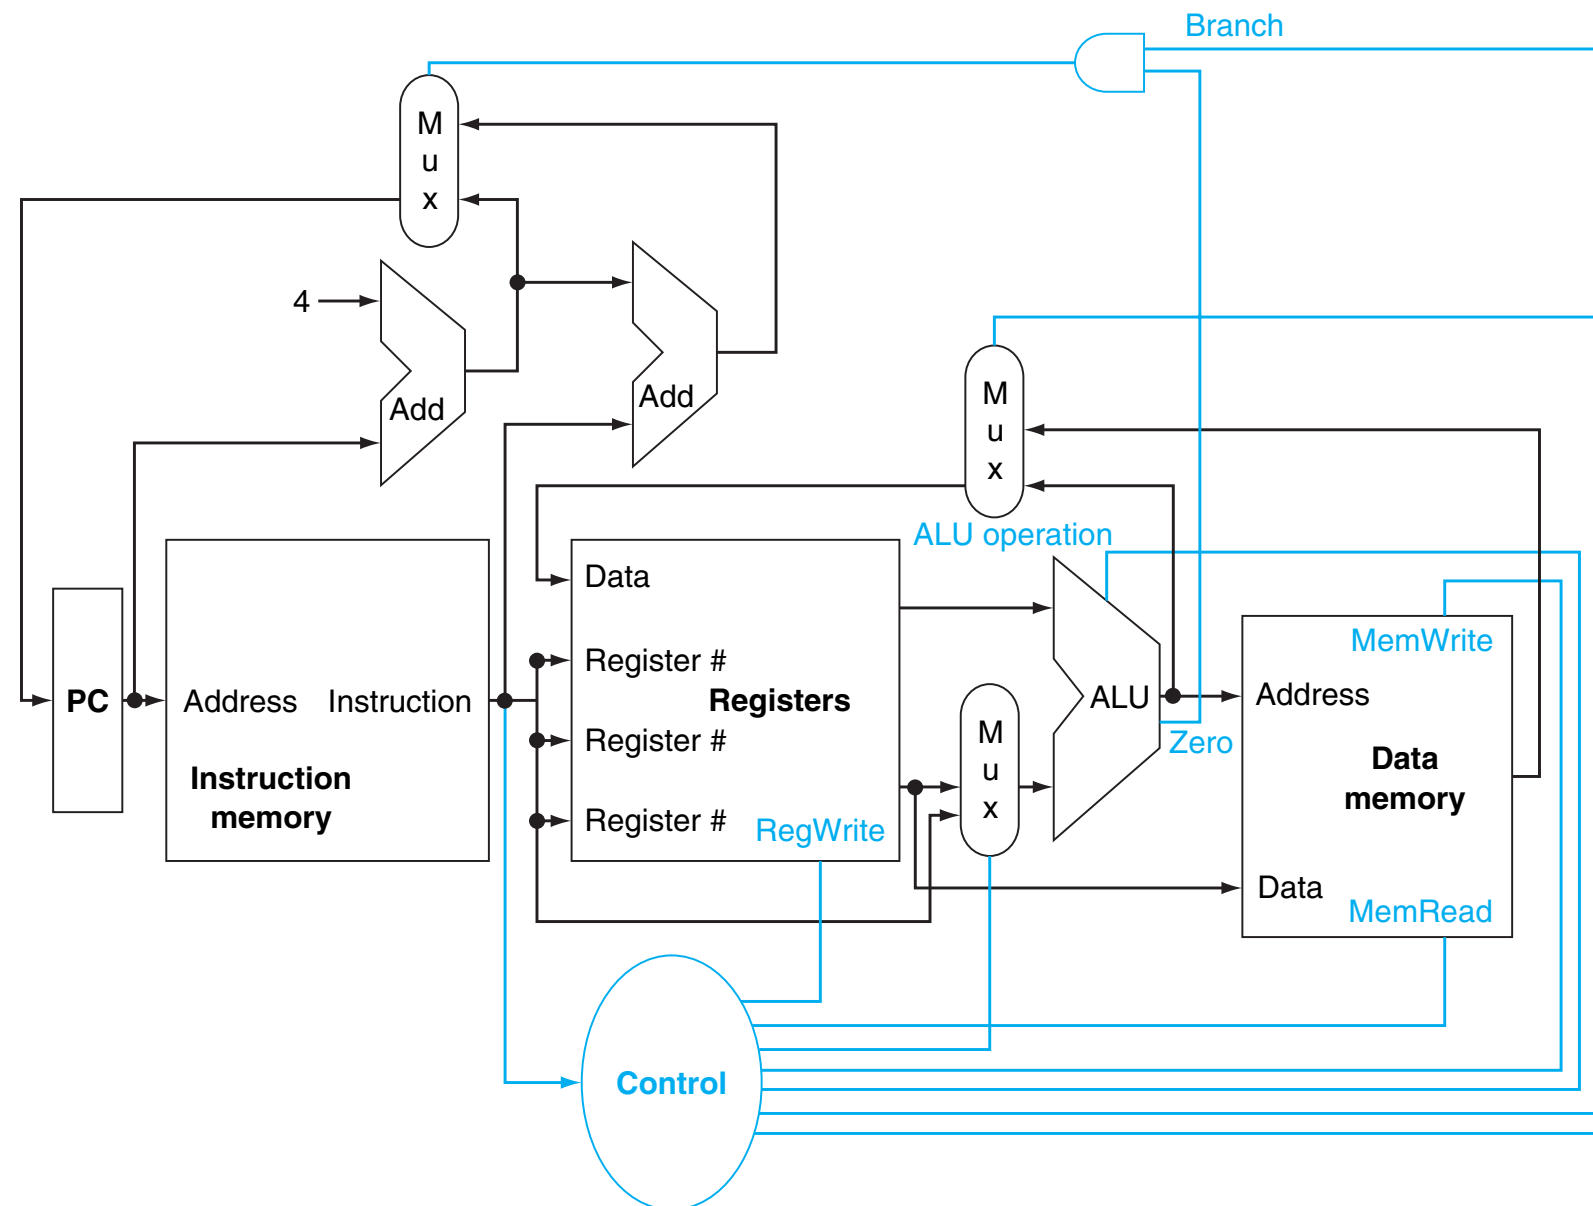 Branch
M
u
x
4
Add
Add
M
u
x
ALU operation
Data
Register #
Registers
Register #
Register #
RegWrite
PC
Address
Instruction
Instruction
memory
M
u
x
ALU
Zero
MemWrite
Address
Data
memory
Data
MemRead
Control